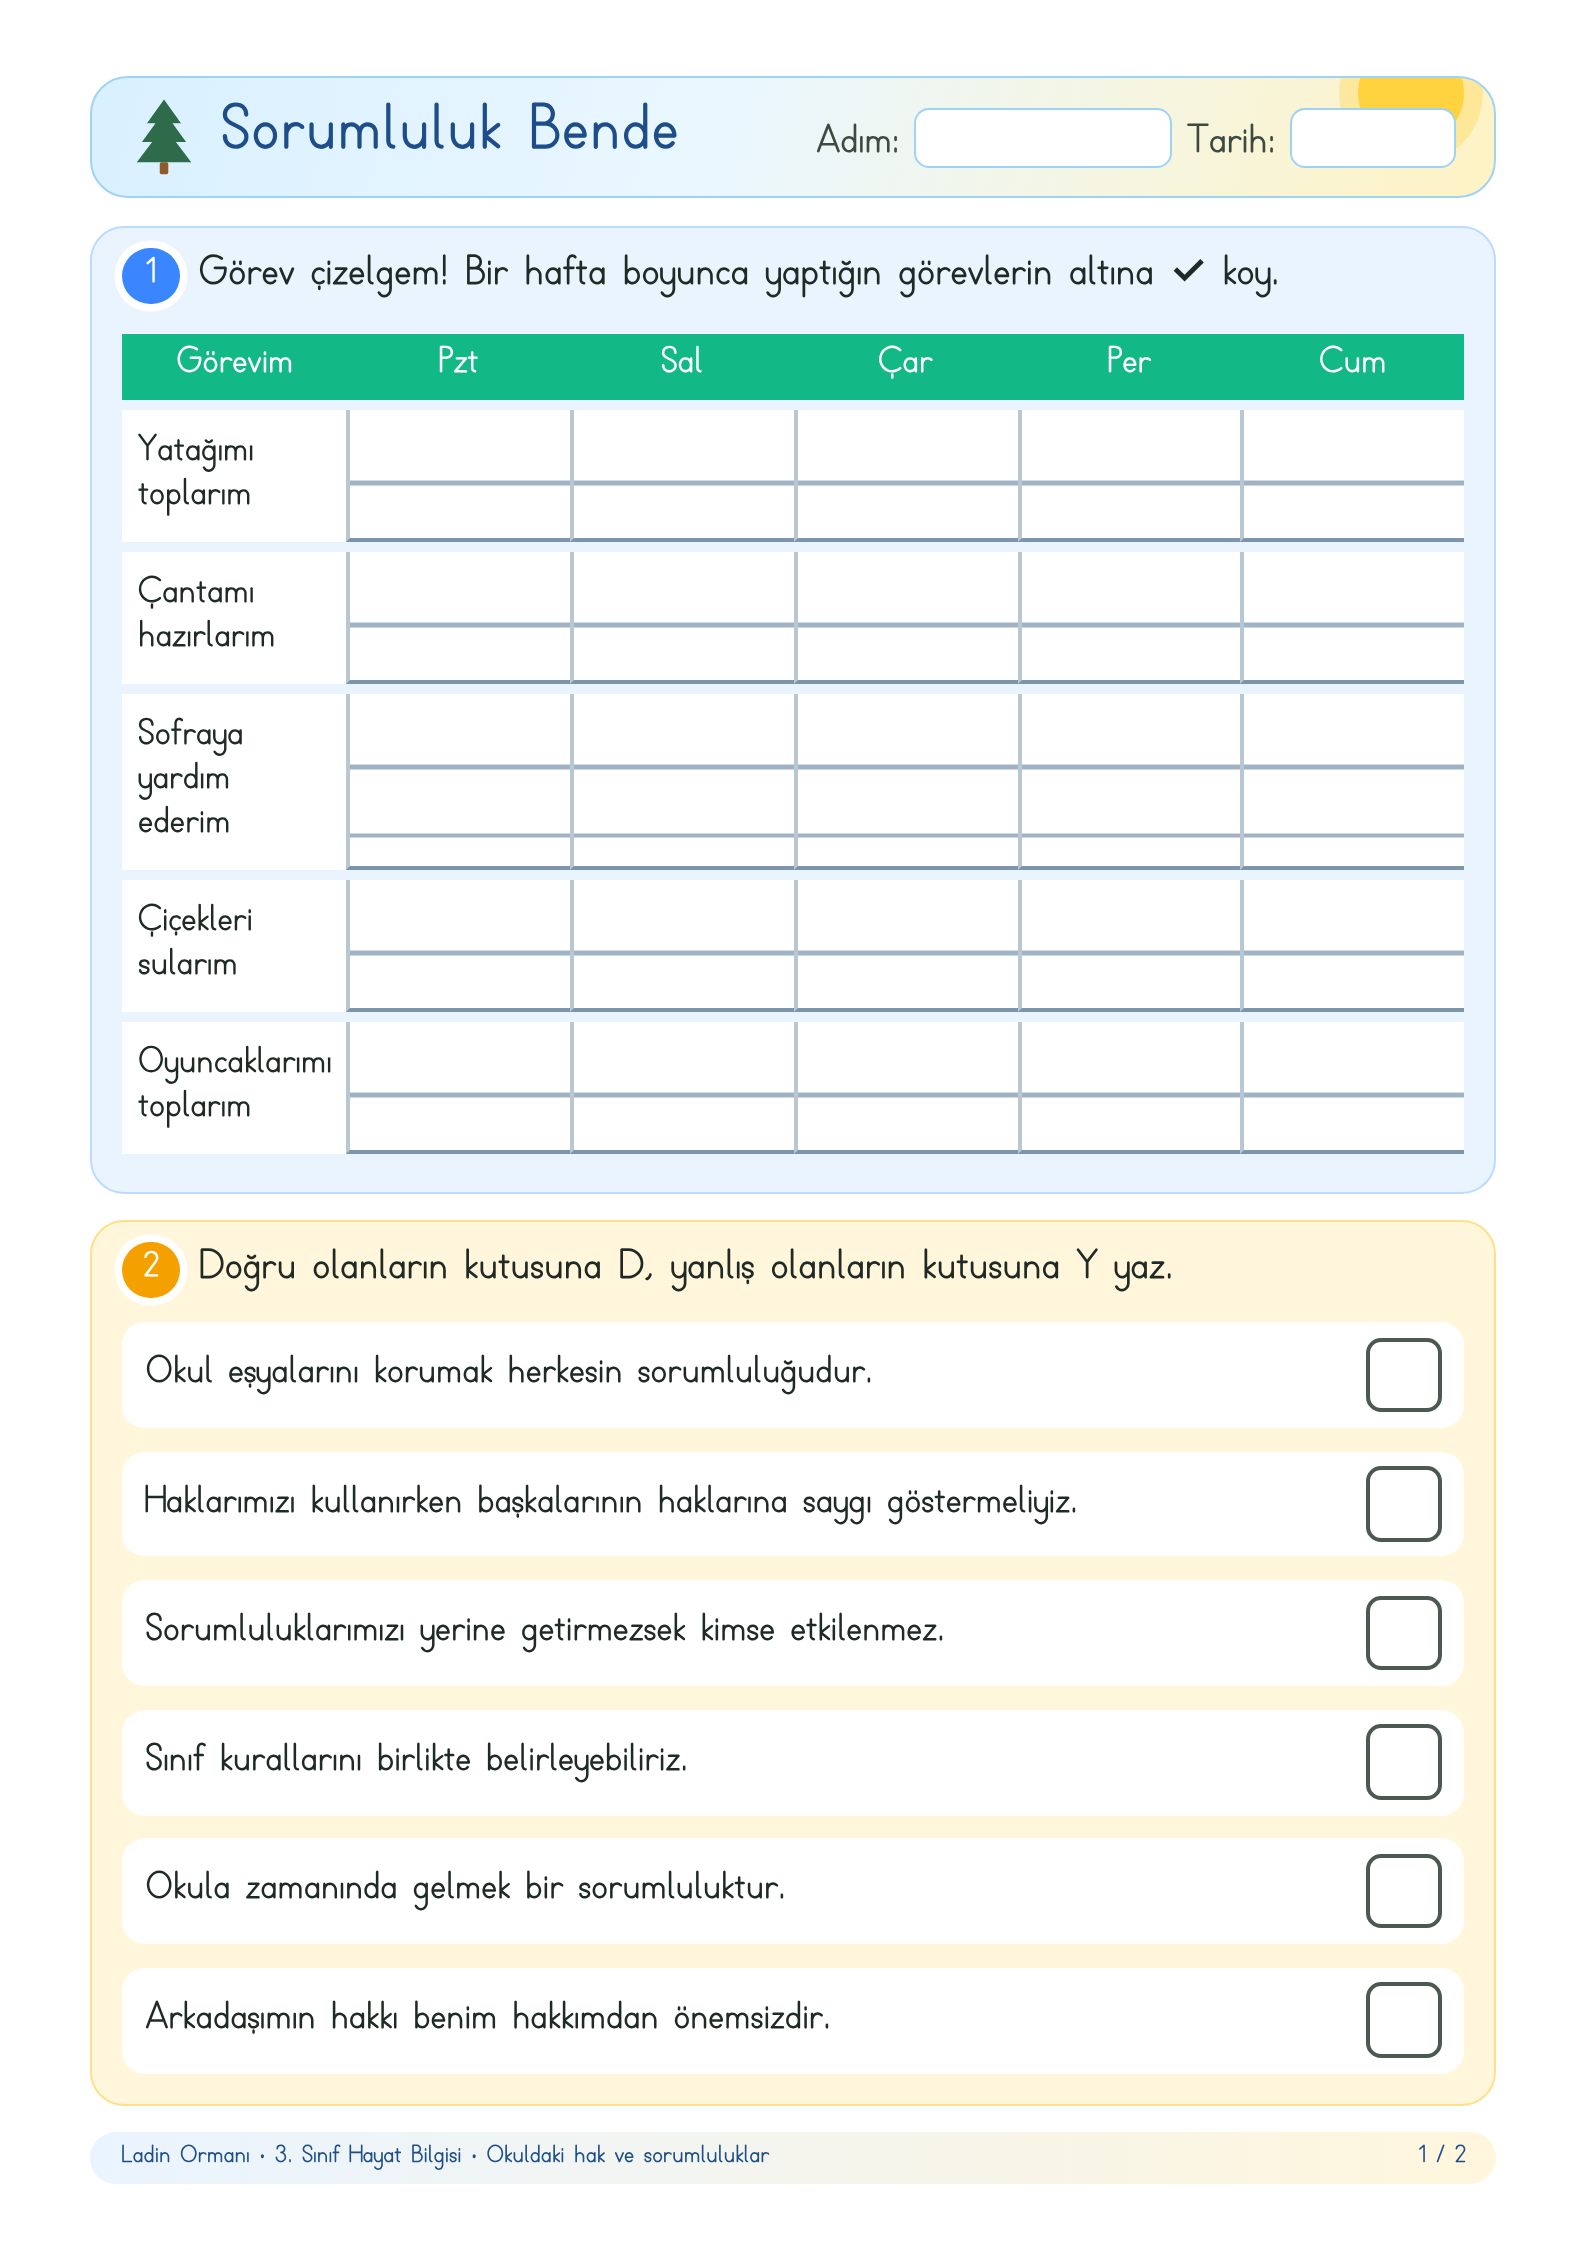 Sorumluluk Bende
Adım:
Tarih:
1 Görev çizelgem! Bir hafta boyunca yaptığın görevlerin altına ✓ koy.
Görevim Pzt Sal Çar Per Cum
Yatağımı
toplarım
Çantamı
hazırlarım
Sofraya
yardım
ederim
Çiçekleri
sularım
Oyuncaklarımı
toplarım
2 Doğru olanların kutusuna D, yanlış olanların kutusuna Y yaz.
Okul eşyalarını korumak herkesin sorumluluğudur.
Haklarımızı kullanırken başkalarının haklarına saygı göstermeliyiz.
Sorumluluklarımızı yerine getirmezsek kimse etkilenmez.
Sınıf kurallarını birlikte belirleyebiliriz.
Okula zamanında gelmek bir sorumluluktur.
Arkadaşımın hakkı benim hakkımdan önemsizdir.
Ladin Ormanı • 3. Sınıf Hayat Bilgisi • Okuldaki hak ve sorumluluklar
1 / 2